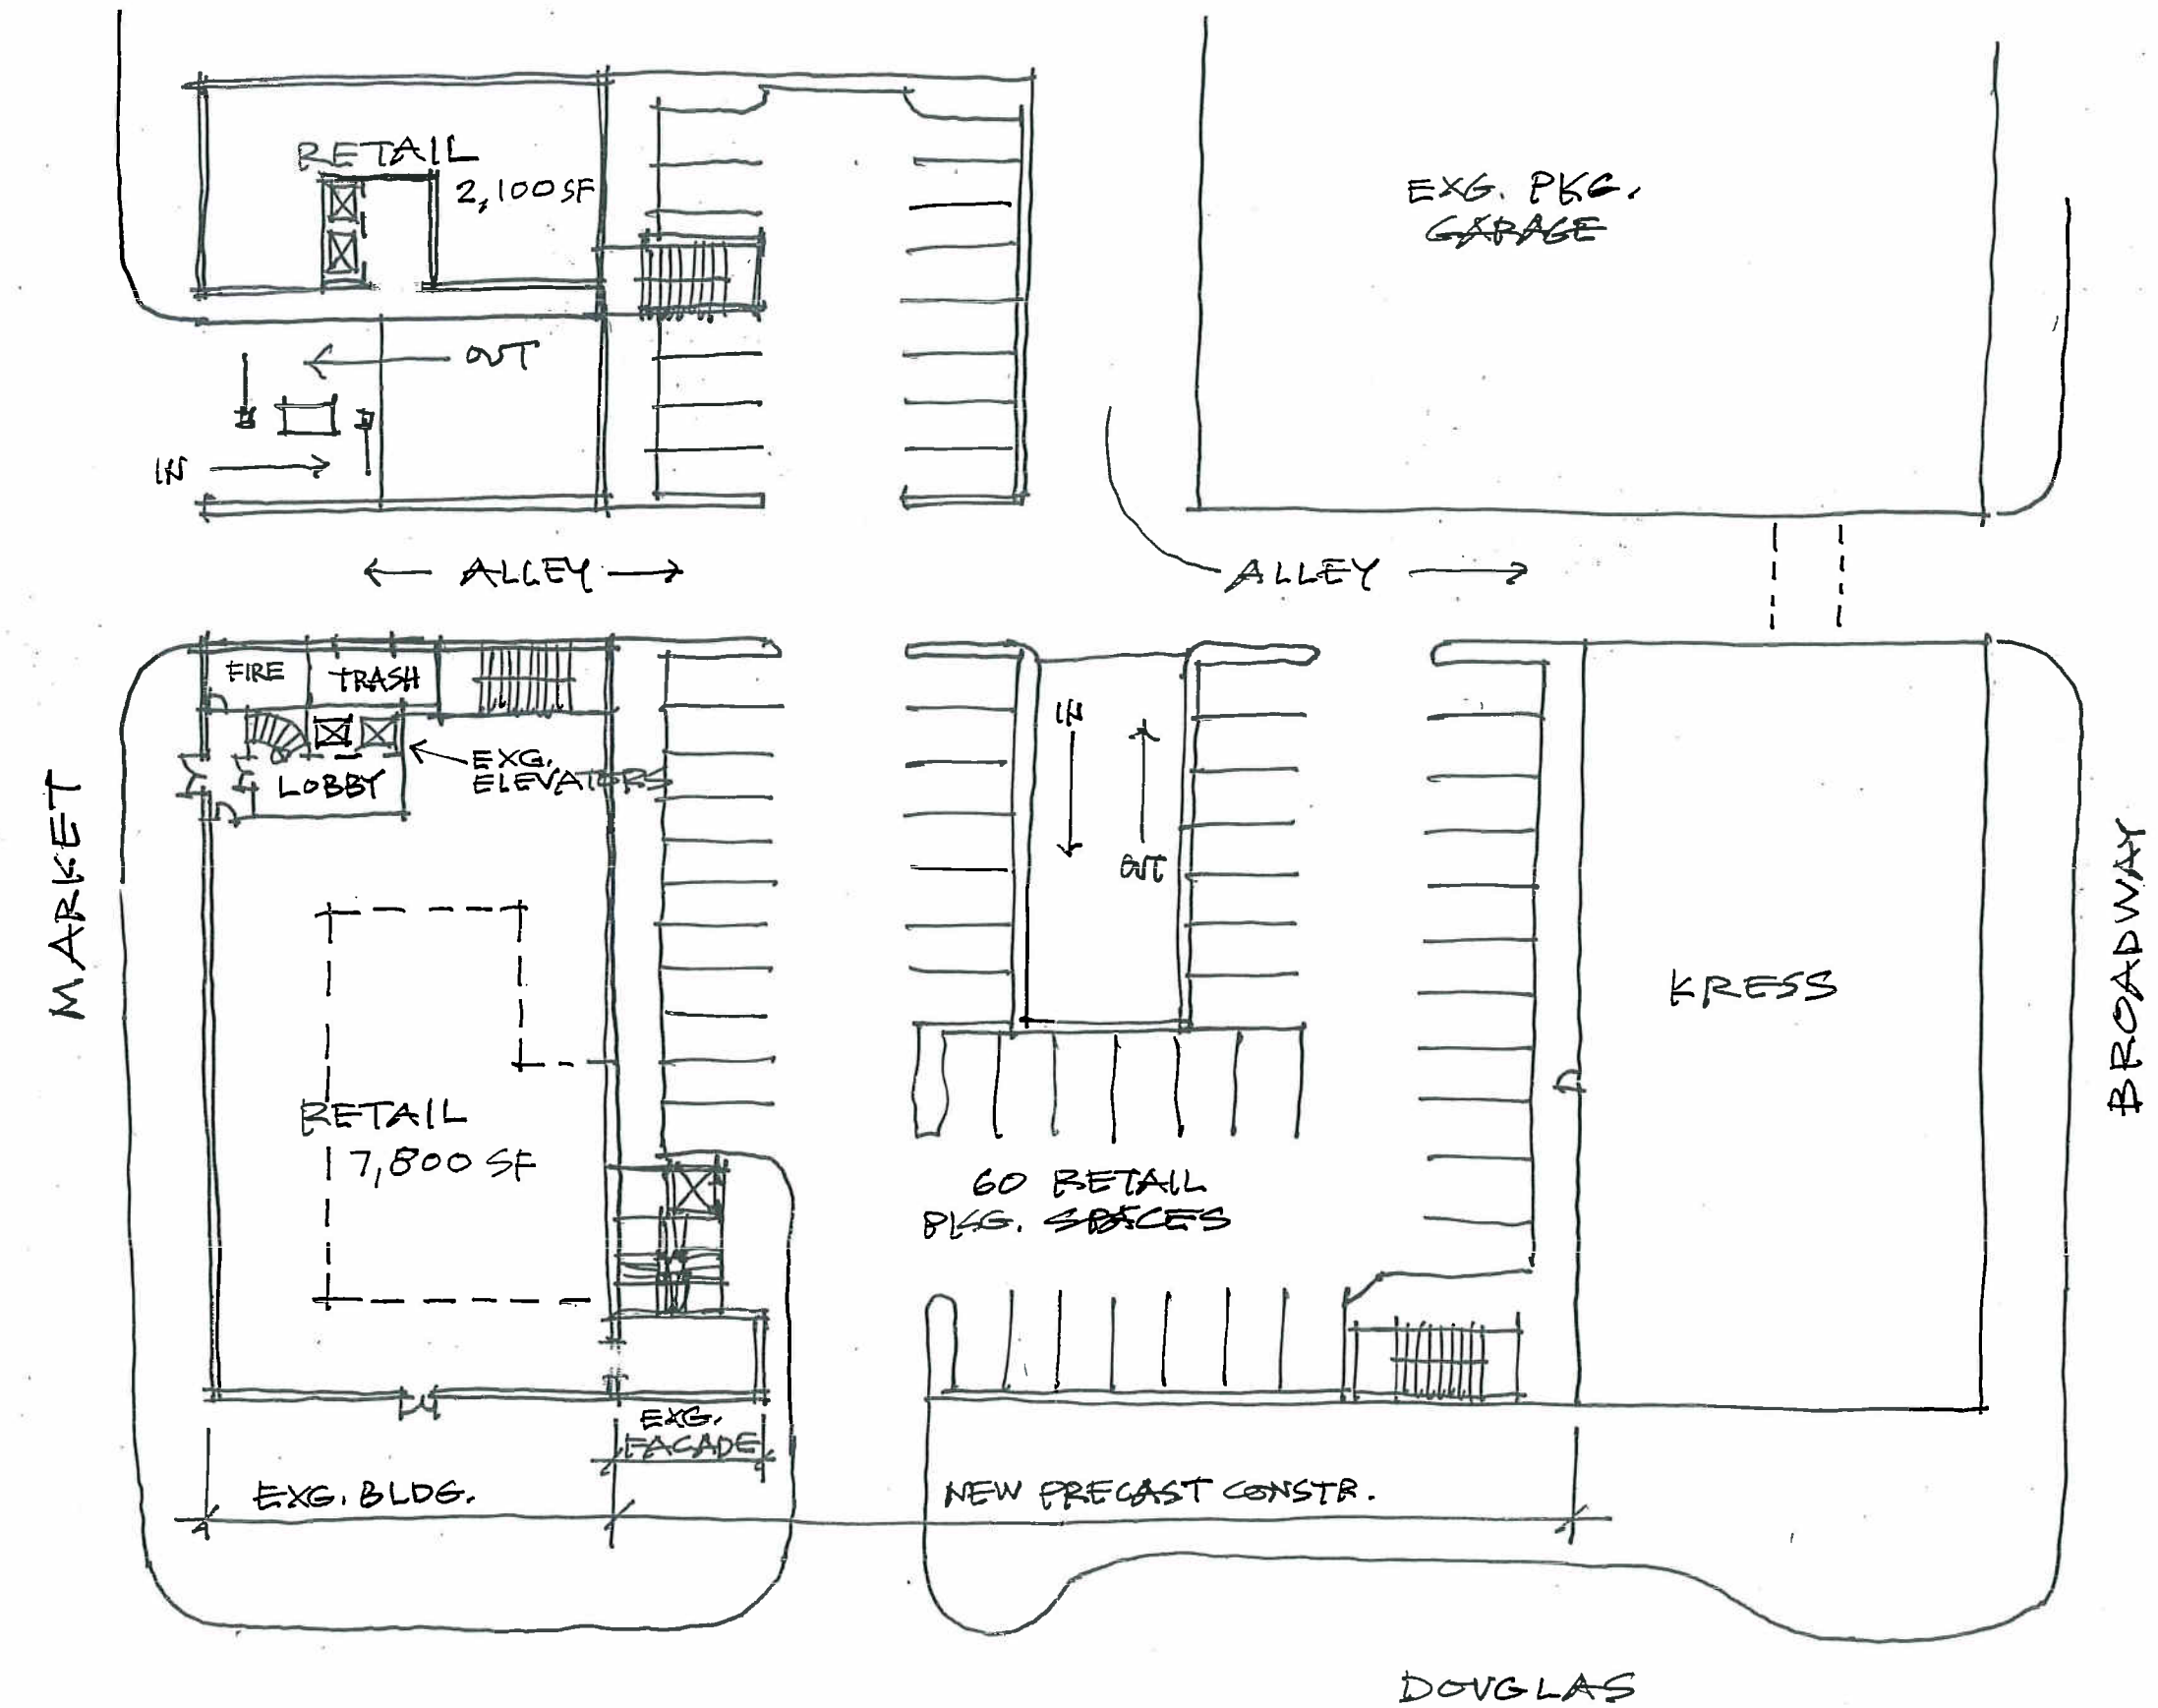 RETAIL
2,100 SF
EXG. PKG.
GARAGE
OUT
IN
← ALLEY →
ALLEY →
FIRE
TRASH
EXG.
ELEVATORS
LOBBY
IN
OUT
MARKET
BROADWAY
KRESS
RETAIL
7,800 SF
60 RETAIL
PKG. SPACES
EXG.
FACADE
EXG. BLDG.
NEW PRECAST CONSTR.
DOUGLAS